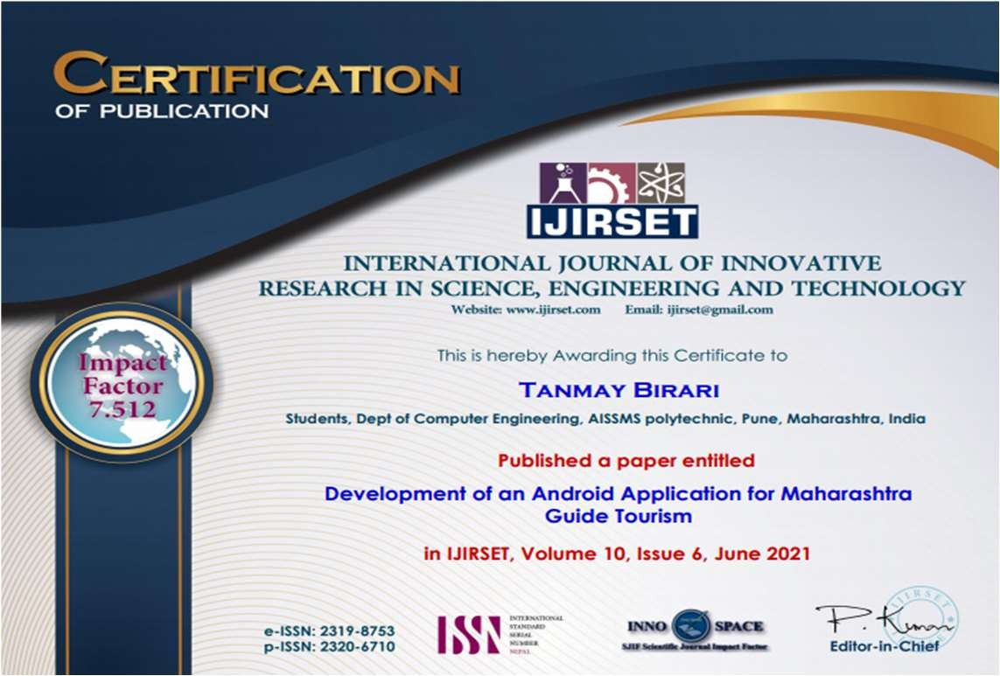 CERTIFICATION
OF PUBLICATION
IJIRSET
INTERNATIONAL JOURNAL OF INNOVATIVE
RESEARCH IN SCIENCE, ENGINEERING AND TECHNOLOGY
Website: www.ijirset.com Email: ijirset@gmail.com
Impact
Factor
7.512
This is hereby Awarding this Certificate to
TANMAY BIRARI
Students, Dept of Computer Engineering, AISSMS polytechnic, Pune, Maharashtra, India
Published a paper entitled
Development of an Android Application for Maharashtra
Guide Tourism
in IJIRSET, Volume 10, Issue 6, June 2021
e-ISSN: 2319-8753
p-ISSN: 2320-6710
ISSN
INTERNATIONAL
STANDARD
SERIAL
NUMBER
NEPAL
INNO SPACE
SJIF Scientific Journal Impact Factor
IJIRSET
P. Kumar
Editor-in-Chief